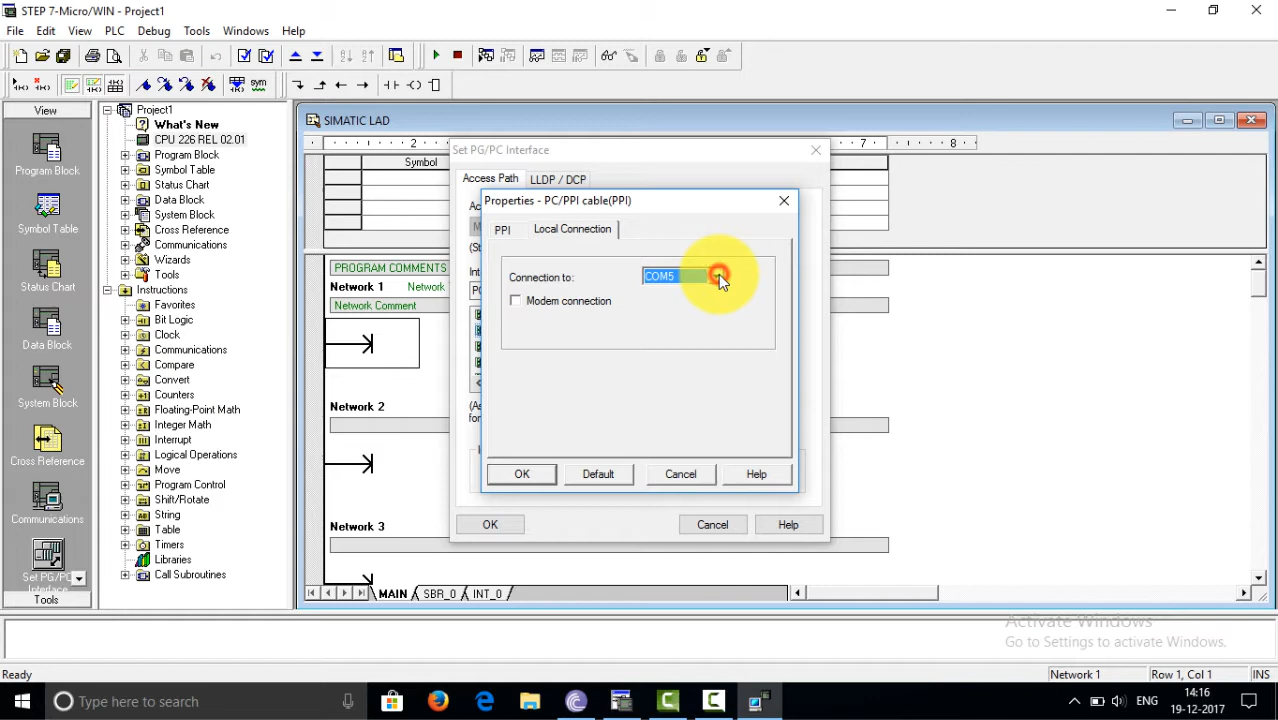 STEP 7-Micro/WIN - Project1
File Edit View PLC Debug Tools Windows Help
View
Program Block
Symbol Table
Status Chart
Data Block
System Block
Cross Reference
Communications
Set PG/PC
Interface
Tools
Project1
What's New
CPU 226 REL 02.01
Program Block
Symbol Table
Status Chart
Data Block
System Block
Cross Reference
Communications
Wizards
Tools
Instructions
Favorites
Bit Logic
Clock
Communications
Compare
Convert
Counters
Floating-Point Math
Integer Math
Interrupt
Logical Operations
Move
Program Control
Shift/Rotate
String
Table
Timers
Libraries
Call Subroutines
SIMATIC LAD
2 7 8
Symbol
PROGRAM COMMENTS
Network 1 Network
Network Comment
Network 2
Network 3
MAIN SBR_0 INT_0
Set PG/PC Interface
Access Path LLDP / DCP
Properties - PC/PPI cable(PPI)
PPI Local Connection
Connection to: COM5
Modem connection
OK Default Cancel Help
OK Cancel Help
Activate Windows
Go to Settings to activate Windows.
Ready Network 1 Row 1, Col 1 INS
Type here to search
ENG
14:16
19-12-2017